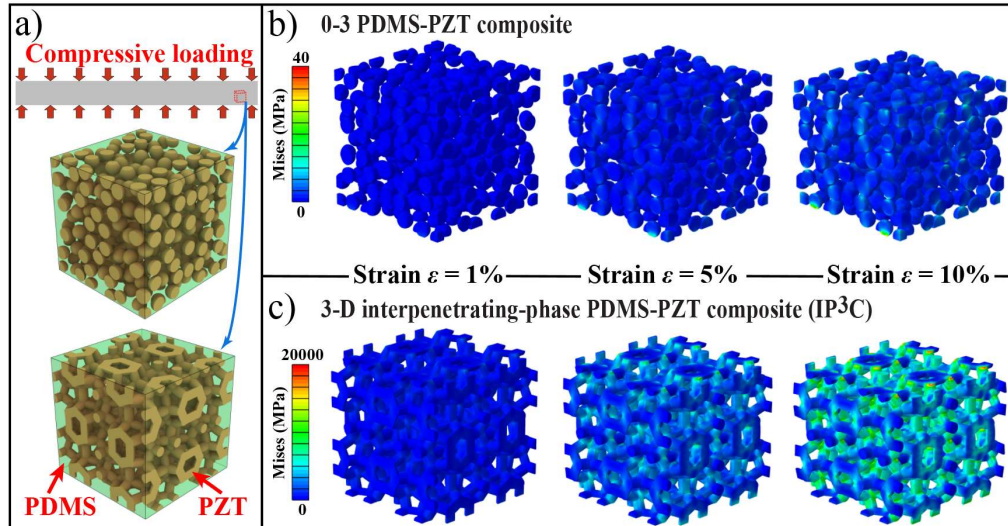 a)
Compressive loading
PDMS
PZT
b)
0-3 PDMS-PZT composite
40
Mises (MPa)
0
Strain ε = 1%
Strain ε = 5%
Strain ε = 10%
c)
3-D interpenetrating-phase PDMS-PZT composite (IP³C)
20000
Mises (MPa)
0